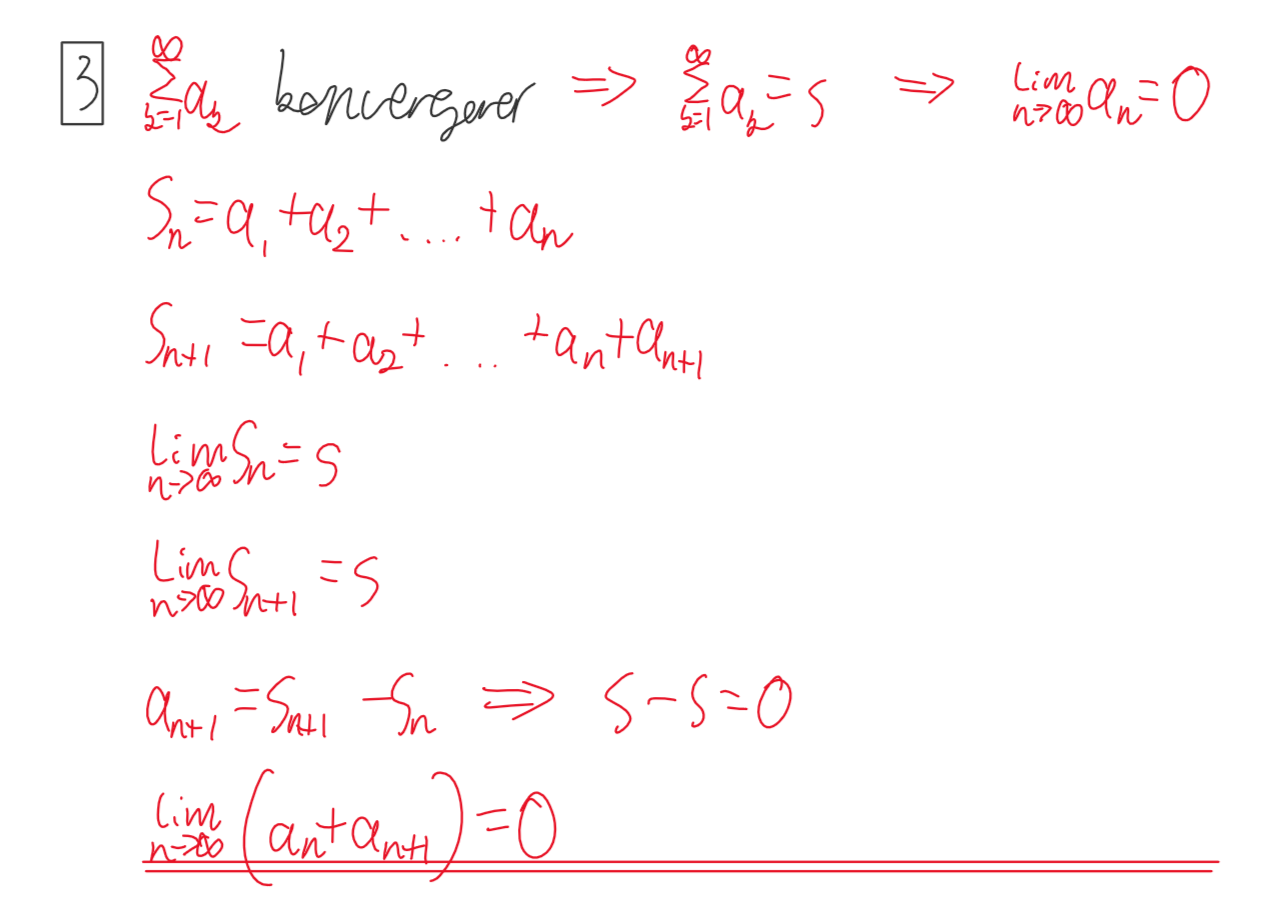 3 ∑_{k=1}^{∞} a_k konvergerer ⇒ ∑_{k=1}^{∞} a_k = s ⇒ lim_{n→∞} a_n = 0
S_n = a_1 + a_2 + .... + a_n
S_{n+1} = a_1 + a_2 + .... + a_n + a_{n+1}
lim_{n→∞} S_n = s
lim_{n→∞} S_{n+1} = s
a_{n+1} = S_{n+1} - S_n ⇒ s - s = 0
lim_{n→∞} (a_n + a_{n+1}) = 0